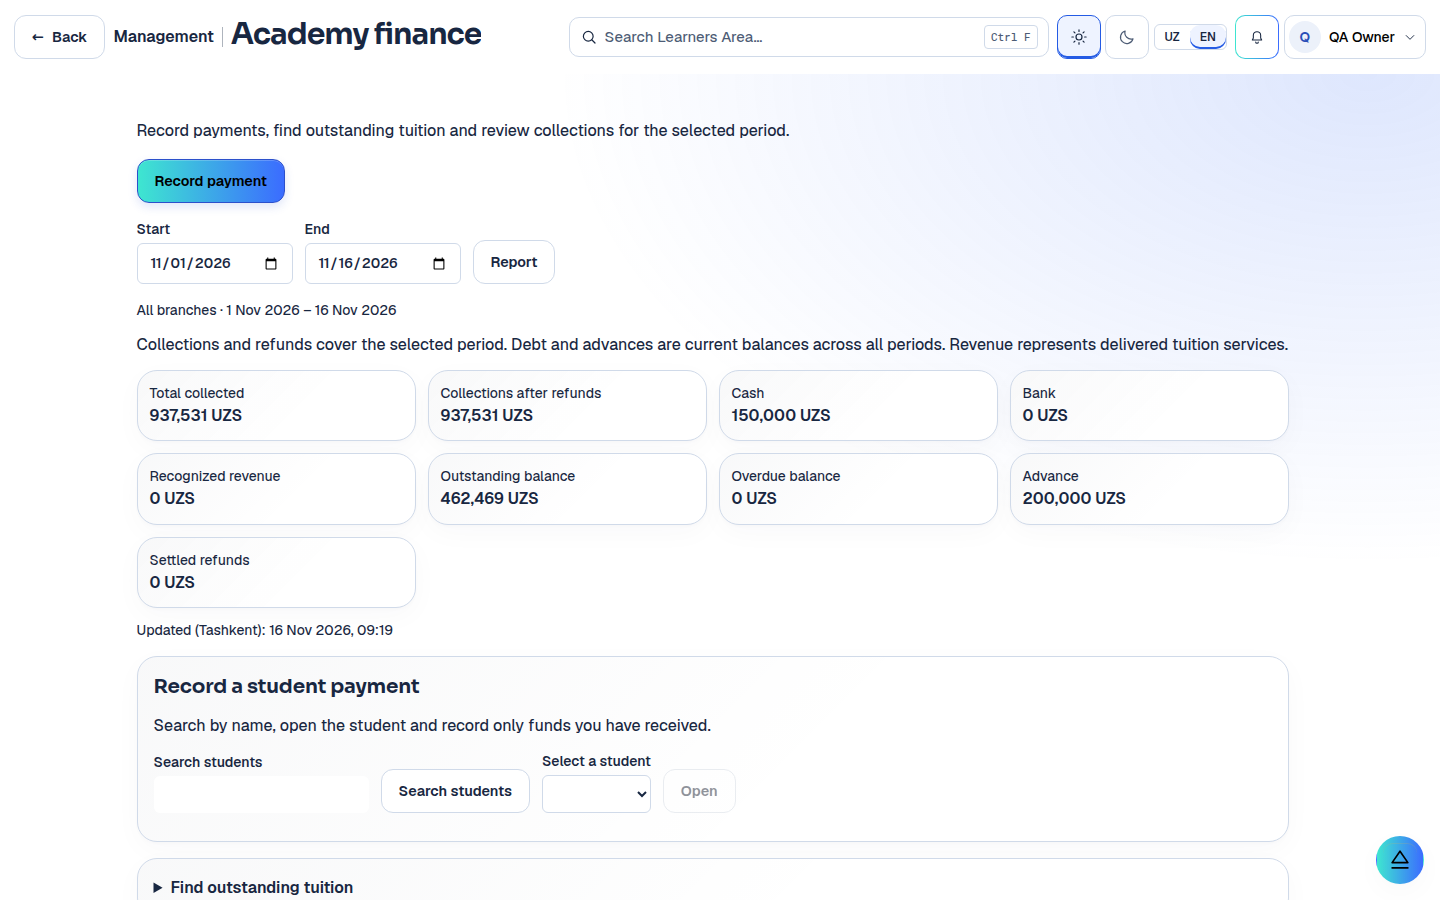 ← Back
Management
Academy finance
Search Learners Area...
Ctrl F
UZ
EN
Q
QA Owner
Record payments, find outstanding tuition and review collections for the selected period.
Record payment
Start
End
11/01/2026
11/16/2026
Report
All branches · 1 Nov 2026 – 16 Nov 2026
Collections and refunds cover the selected period. Debt and advances are current balances across all periods. Revenue represents delivered tuition services.
Total collected
937,531 UZS
Collections after refunds
937,531 UZS
Cash
150,000 UZS
Bank
0 UZS
Recognized revenue
0 UZS
Outstanding balance
462,469 UZS
Overdue balance
0 UZS
Advance
200,000 UZS
Settled refunds
0 UZS
Updated (Tashkent): 16 Nov 2026, 09:19
Record a student payment
Search by name, open the student and record only funds you have received.
Search students
Search students
Select a student
Open
Find outstanding tuition